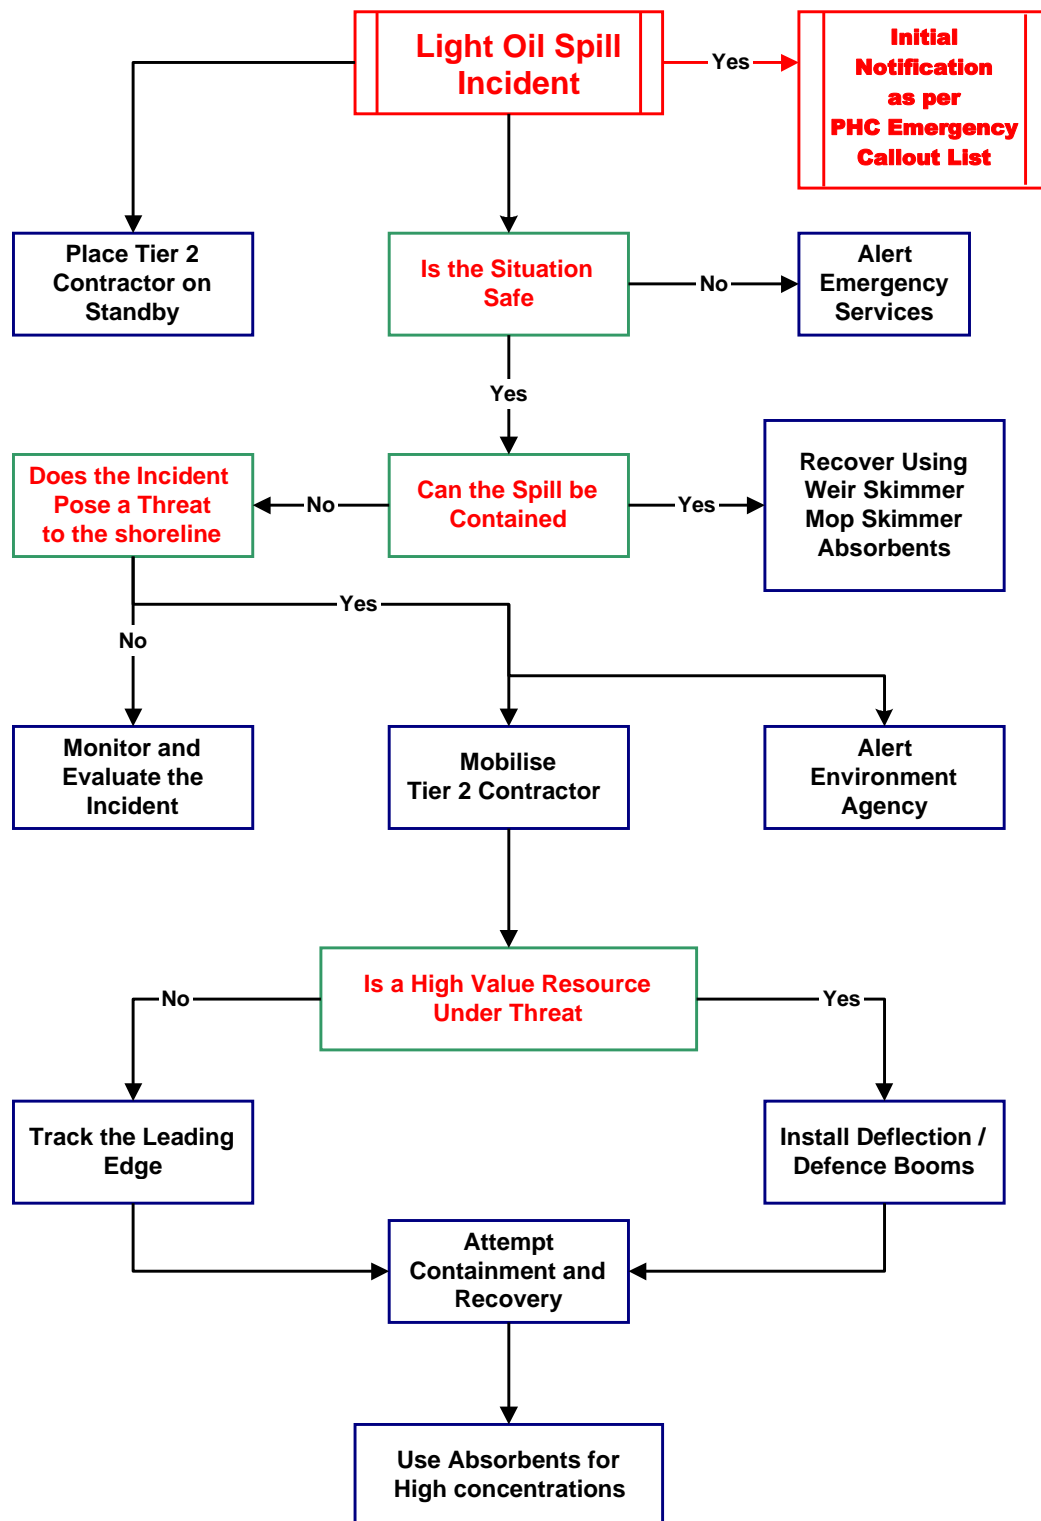 Light Oil Spill
Incident
Yes
Initial
Notification
as per
PHC Emergency
Callout List
Place Tier 2
Contractor on
Standby
Is the Situation
Safe
No
Alert
Emergency
Services
Yes
Does the Incident
Pose a Threat
to the shoreline
No
Can the Spill be
Contained
Yes
Recover Using
Weir Skimmer
Mop Skimmer
Absorbents
Yes
No
Monitor and
Evaluate the
Incident
Mobilise
Tier 2 Contractor
Alert
Environment
Agency
No
Is a High Value Resource
Under Threat
Yes
Track the Leading
Edge
Install Deflection /
Defence Booms
Attempt
Containment and
Recovery
Use Absorbents for
High concentrations